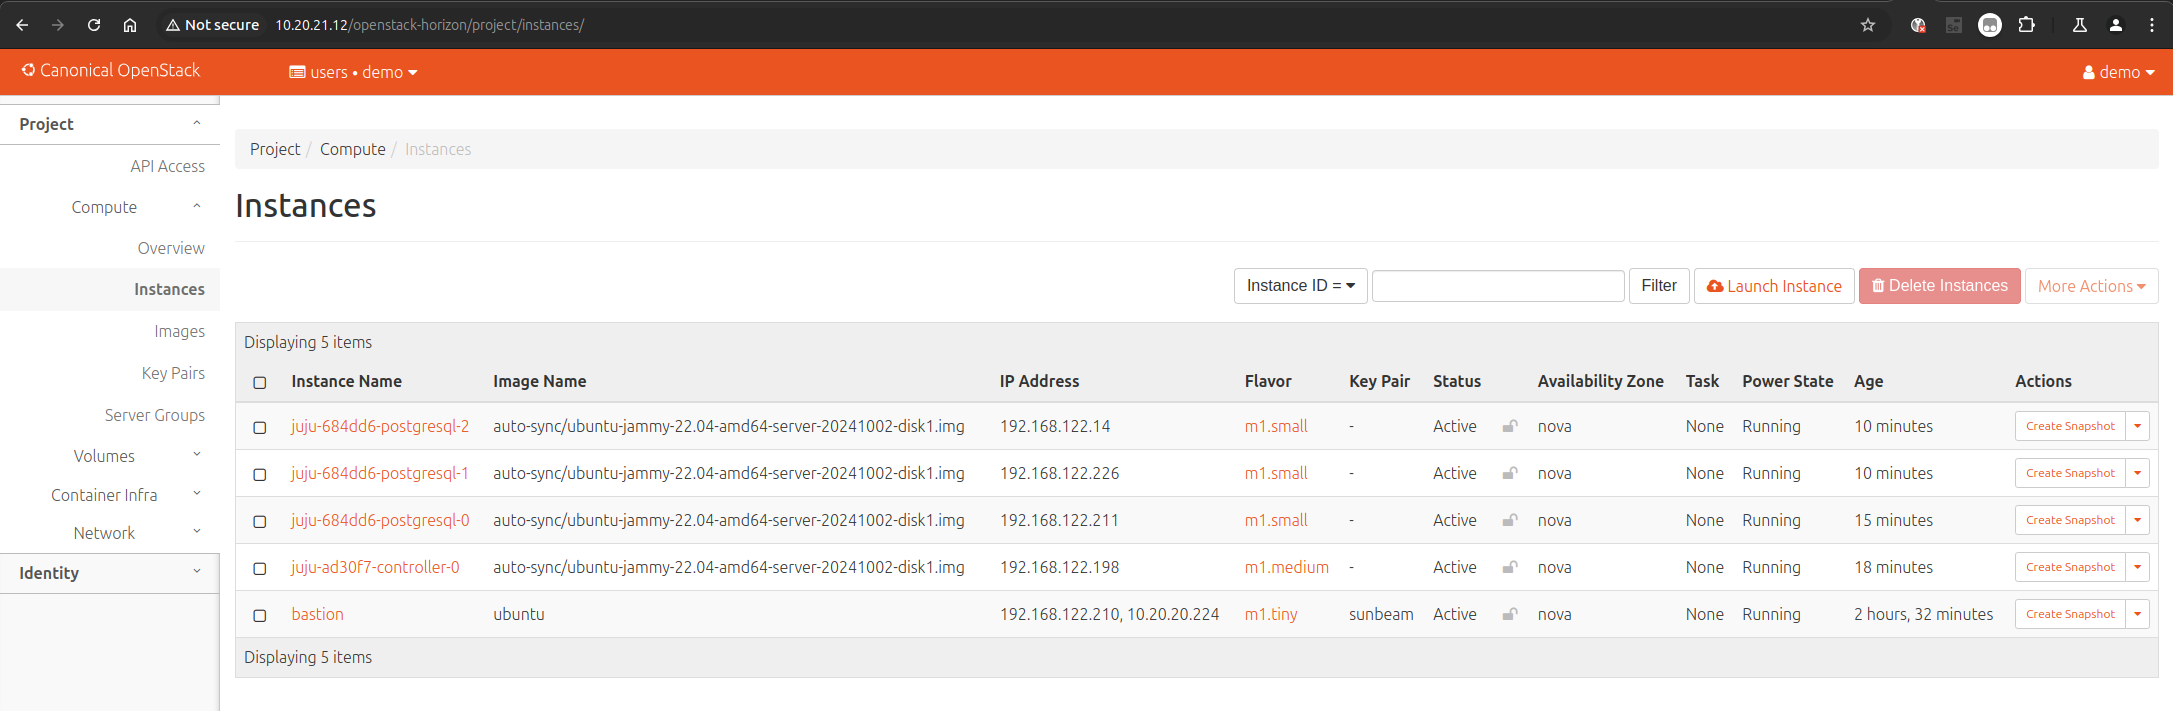 Not secure 10.20.21.12/openstack-horizon/project/instances/
Canonical OpenStack users • demo demo
Project
API Access
Compute
Overview
Instances
Images
Key Pairs
Server Groups
Volumes
Container Infra
Network
Identity
Project / Compute / Instances
Instances
Instance ID = Filter Launch Instance Delete Instances More Actions
Displaying 5 items
Instance Name Image Name IP Address Flavor Key Pair Status Availability Zone Task Power State Age Actions
juju-684dd6-postgresql-2 auto-sync/ubuntu-jammy-22.04-amd64-server-20241002-disk1.img 192.168.122.14 m1.small - Active nova None Running 10 minutes Create Snapshot
juju-684dd6-postgresql-1 auto-sync/ubuntu-jammy-22.04-amd64-server-20241002-disk1.img 192.168.122.226 m1.small - Active nova None Running 10 minutes Create Snapshot
juju-684dd6-postgresql-0 auto-sync/ubuntu-jammy-22.04-amd64-server-20241002-disk1.img 192.168.122.211 m1.small - Active nova None Running 15 minutes Create Snapshot
juju-ad30f7-controller-0 auto-sync/ubuntu-jammy-22.04-amd64-server-20241002-disk1.img 192.168.122.198 m1.medium - Active nova None Running 18 minutes Create Snapshot
bastion ubuntu 192.168.122.210, 10.20.20.224 m1.tiny sunbeam Active nova None Running 2 hours, 32 minutes Create Snapshot
Displaying 5 items